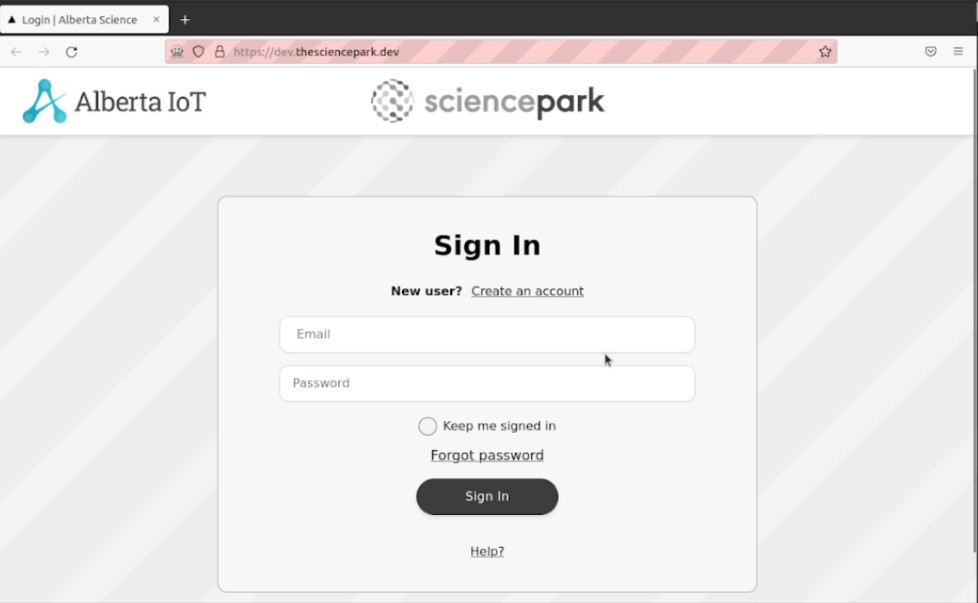 Login | Alberta Science
https://dev.thesciencepark.dev
Alberta IoT
sciencepark
Sign In
New user? Create an account
Email
Password
Keep me signed in
Forgot password
Sign In
Help?